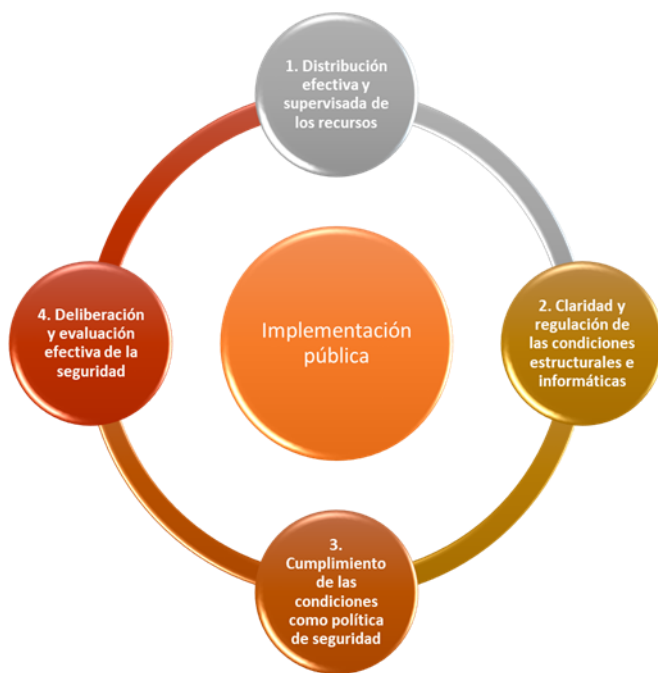 1. Distribución
efectiva y
supervisada de
los recursos
2. Claridad y
regulación de
las condiciones
estructurales e
informáticas
3.
Cumplimiento
de las
condiciones
como política
de seguridad
4. Deliberación
y evaluación
efectiva de la
seguridad
Implementación
pública